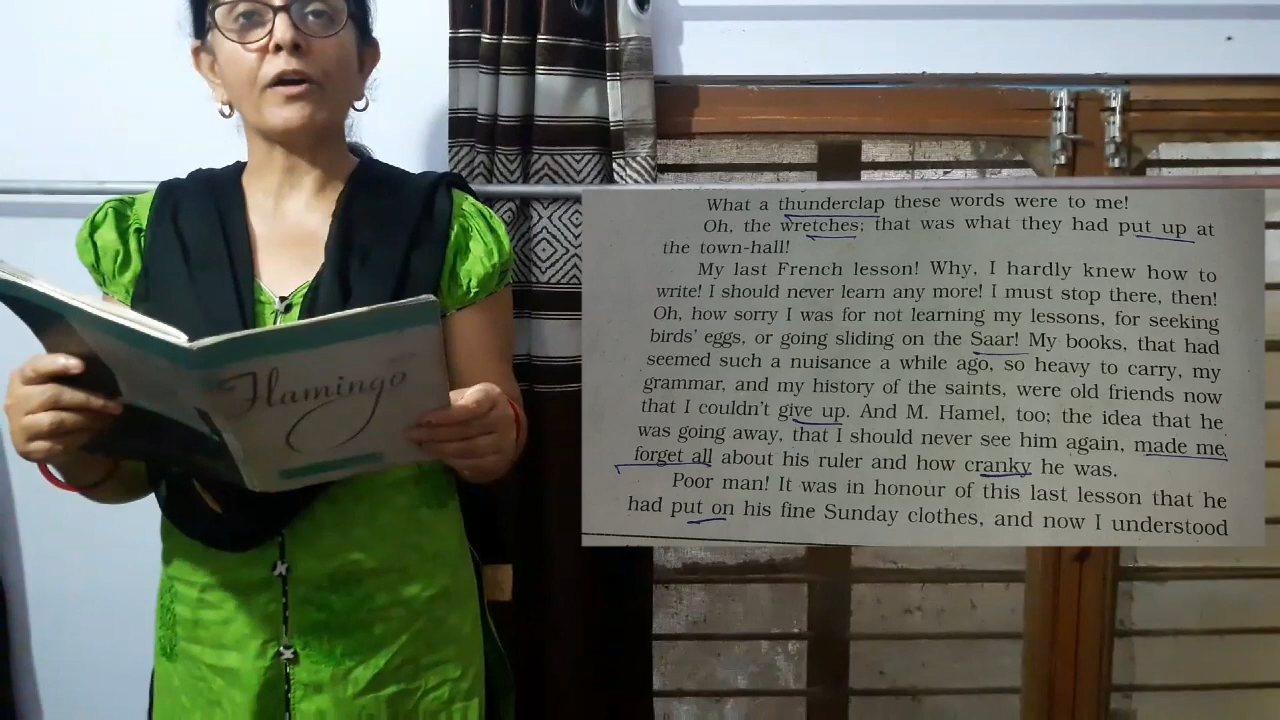 Flamingo
What a thunderclap these words were to me!
Oh, the wretches; that was what they had put up at
the town-hall!
My last French lesson! Why, I hardly knew how to
write! I should never learn any more! I must stop there, then!
Oh, how sorry I was for not learning my lessons, for seeking
birds' eggs, or going sliding on the Saar! My books, that had
seemed such a nuisance a while ago, so heavy to carry, my
grammar, and my history of the saints, were old friends now
that I couldn't give up. And M. Hamel, too; the idea that he
was going away, that I should never see him again, made me
forget all about his ruler and how cranky he was.
Poor man! It was in honour of this last lesson that he
had put on his fine Sunday clothes, and now I understood